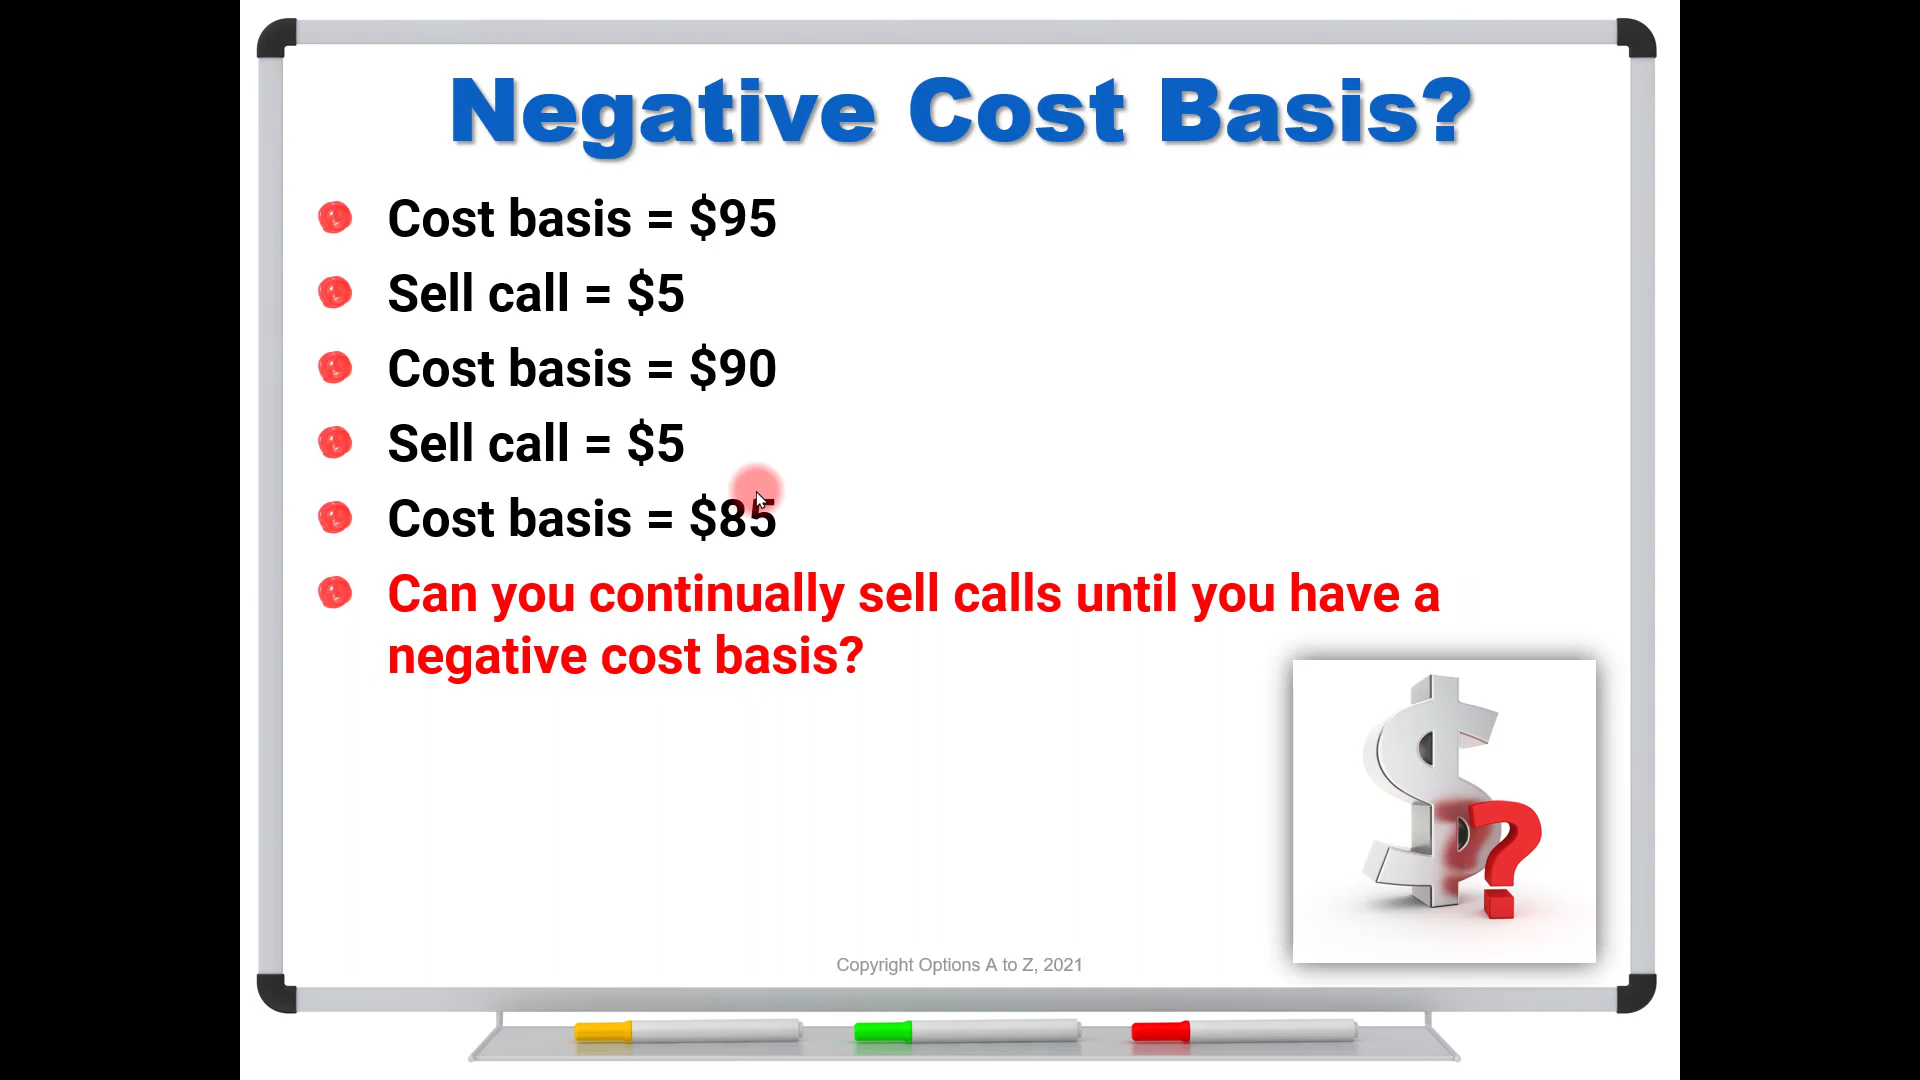 Negative Cost Basis?
Cost basis = $95
Sell call = $5
Cost basis = $90
Sell call = $5
Cost basis = $85
Can you continually sell calls until you have a
negative cost basis?
Copyright Options A to Z, 2021